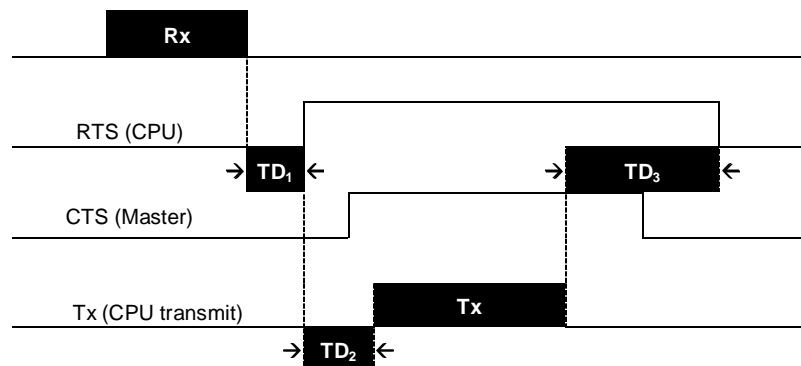 Rx
RTS (CPU)
TD₁
TD₃
CTS (Master)
Tx (CPU transmit)
Tx
TD₂